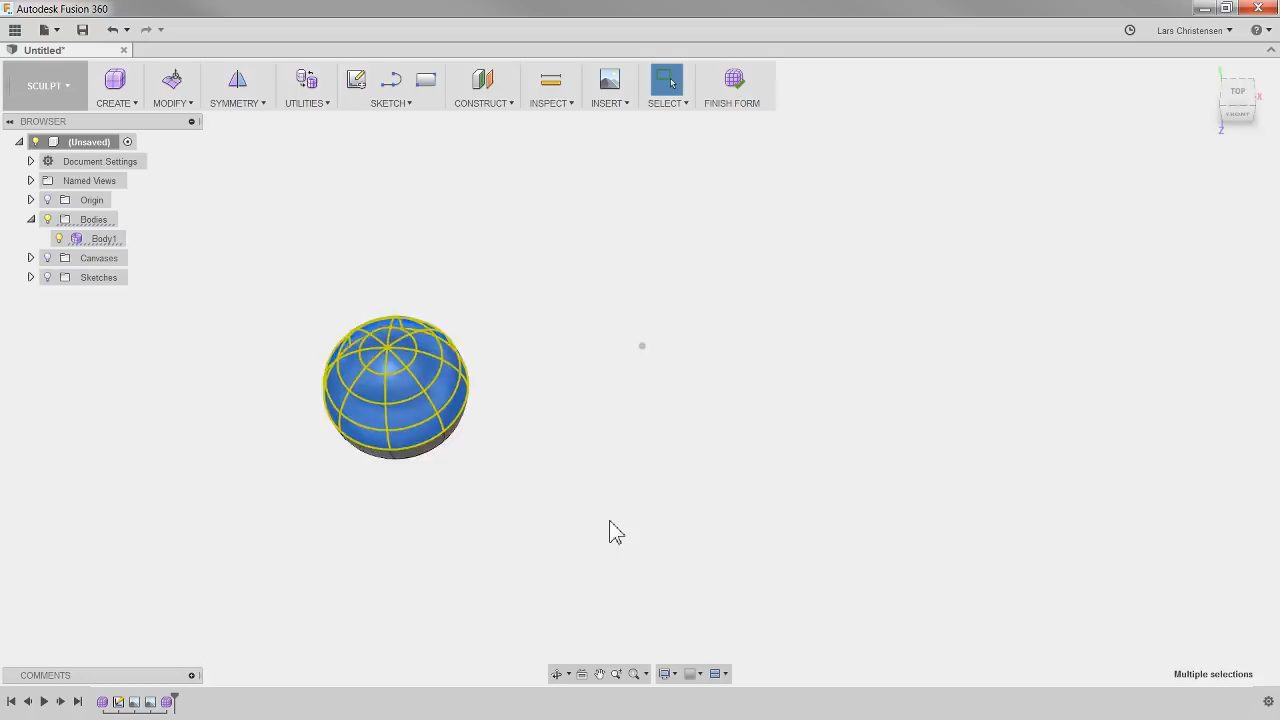 Autodesk Fusion 360
Lars Christensen
Untitled*
SCULPT
CREATE
MODIFY
SYMMETRY
UTILITIES
SKETCH
CONSTRUCT
INSPECT
INSERT
SELECT
FINISH FORM
TOP
FRONT
X
Z
BROWSER
(Unsaved)
Document Settings
Named Views
Origin
Bodies
Body1
Canvases
Sketches
COMMENTS
Multiple selections